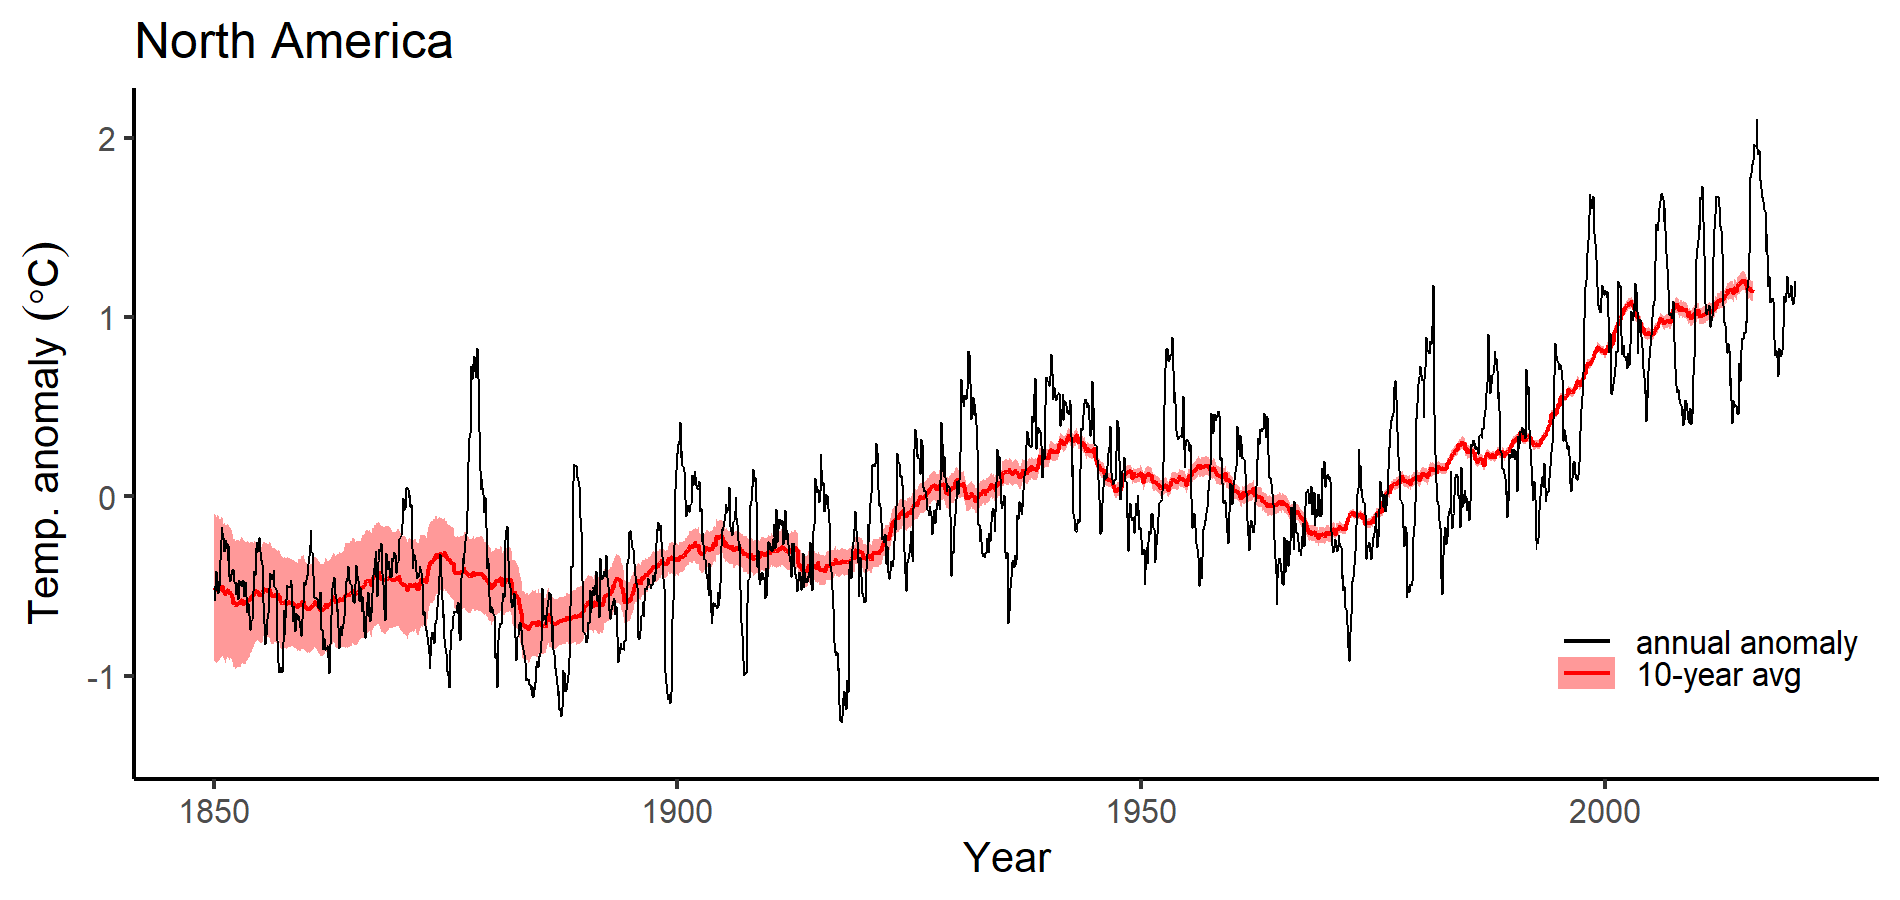 North America
Temp. anomaly (°C)
2
1
0
-1
annual anomaly
10-year avg
1850 1900 1950 2000
Year